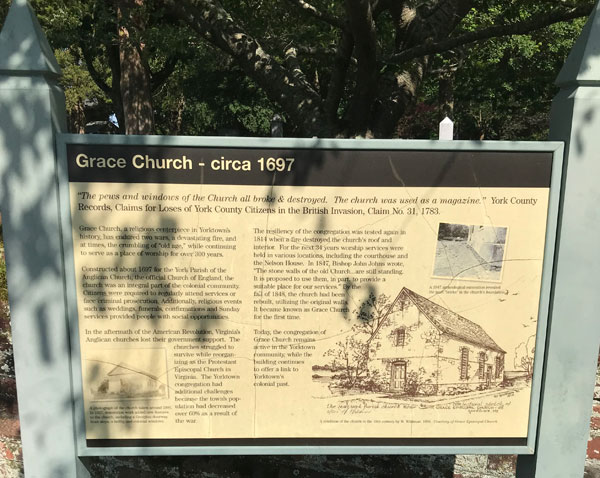 Grace Church - circa 1697
"The pews and windows of the Church all broke & destroyed. The church was used as a magazine." York County
Records, Claims for Loses of York County Citizens in the British Invasion, Claim No. 31, 1783.
Grace Church, a religious centerpiece in Yorktown's
history, has endured two wars, a devastating fire, and
at times, the crumbling of "old age," while continuing
to serve as a place of worship for over 300 years.
Constructed about 1697 for the York Parish of the
Anglican Church, the official Church of England, the
church was an integral part of the colonial community.
Citizens were required to regularly attend services or
face criminal prosecution. Additionally, religious events
such as weddings, funerals, confirmations and Sunday
services provided people with social opportunities.
In the aftermath of the American Revolution, Virginia's
Anglican churches lost their government support. The
churches struggled to
survive while reorgan-
izing as the Protestant
Episcopal Church in
Virginia. The Yorktown
congregation had
additional challenges
because the town's pop-
ulation had decreased
over 60% as a result of
the war.
The resiliency of the congregation was tested again in
1814 when a fire destroyed the church's roof and
interior. For the next 34 years worship services were
held in various locations, including the courthouse and
the Nelson House. In 1847, Bishop John Johns wrote,
"The stone walls of the old Church...are still standing.
It is proposed to use them, in part, to provide a
suitable place for our services." By the
fall of 1848, the church had been
rebuilt, utilizing the original walls.
It became known as Grace Church
for the first time.
Today, the congregation of
Grace Church remains
active in the Yorktown
community, while the
building continues
to offer a link to
Yorktown's
colonial past.